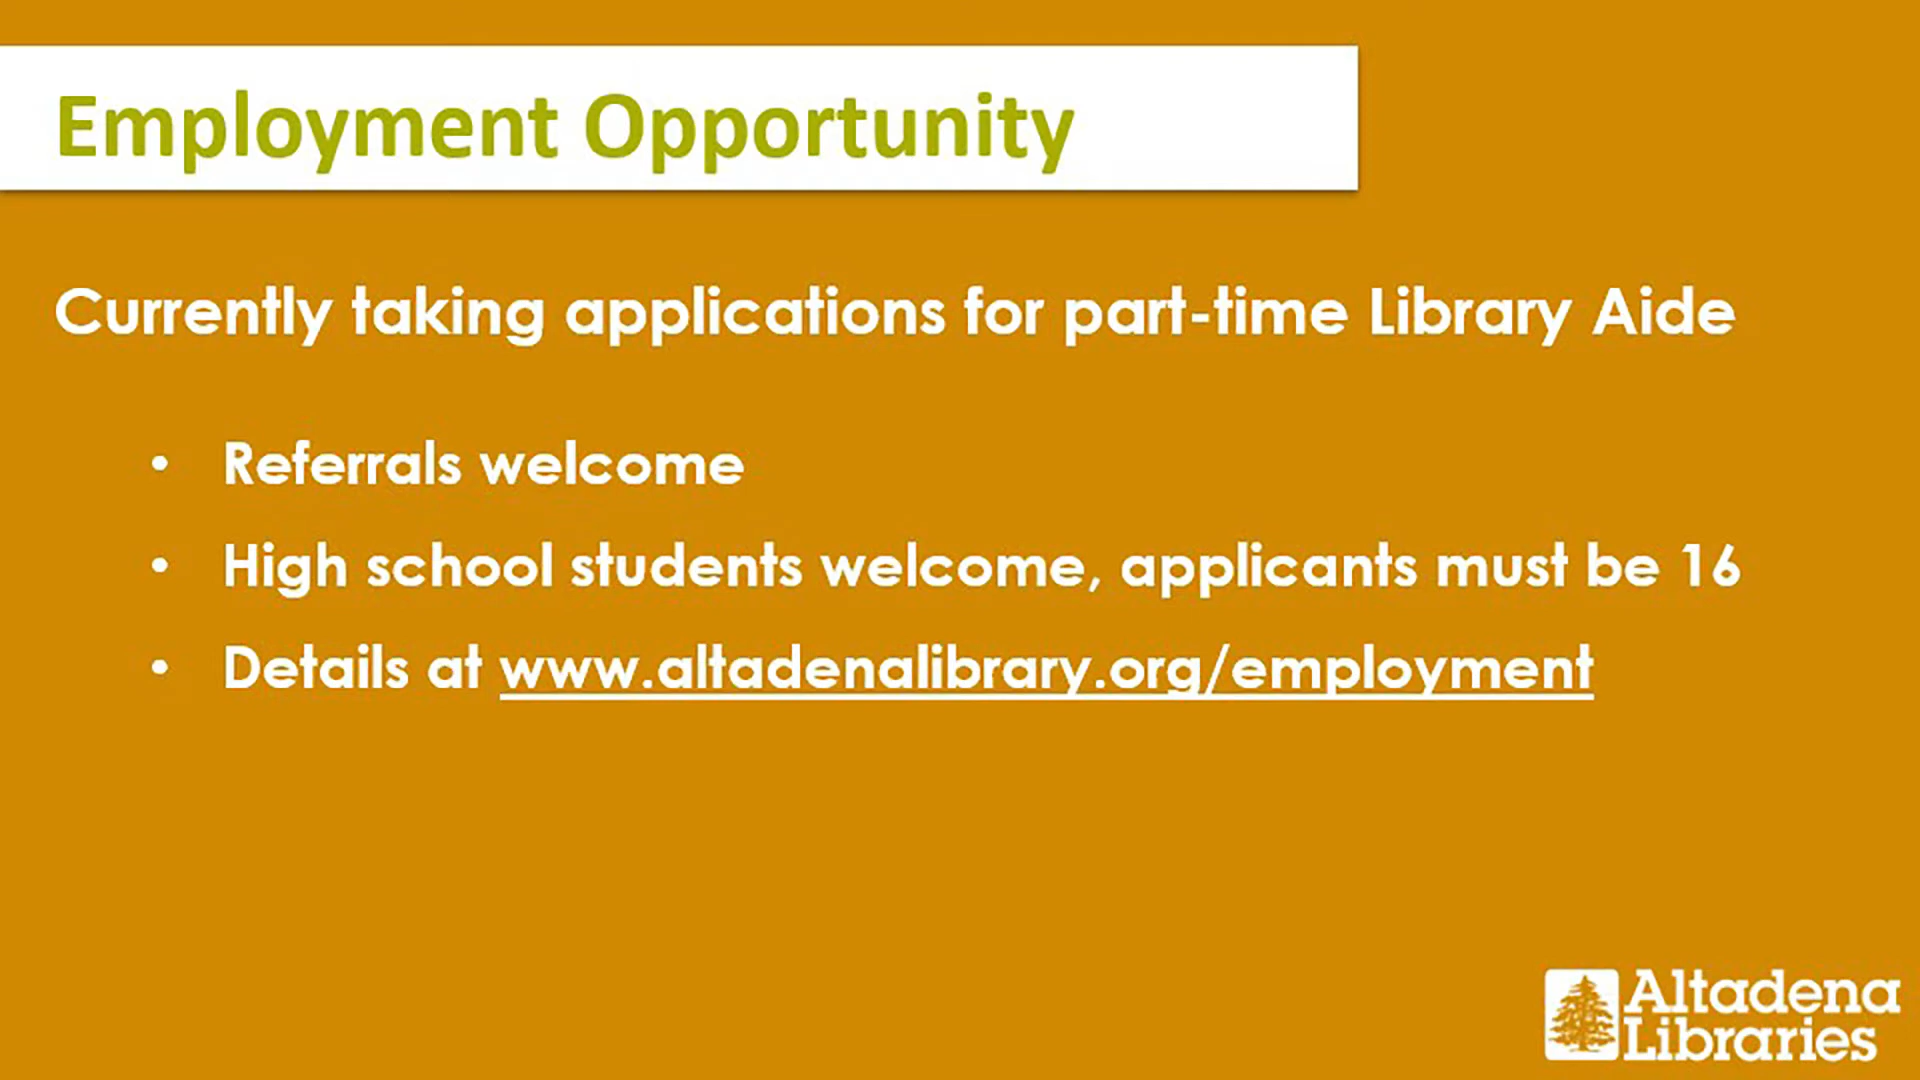 Employment Opportunity
Currently taking applications for part-time Library Aide
• Referrals welcome
• High school students welcome, applicants must be 16
• Details at www.altadenalibrary.org/employment
Altadena
Libraries